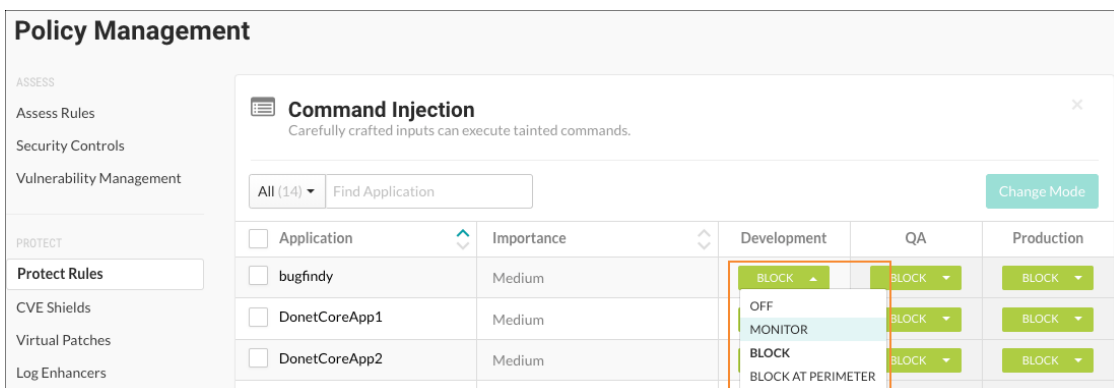 Policy Management
ASSESS
Assess Rules
Security Controls
Vulnerability Management
PROTECT
Protect Rules
CVE Shields
Virtual Patches
Log Enhancers
Command Injection
Carefully crafted inputs can execute tainted commands.
All (14) Find Application
Change Mode
Application Importance Development QA Production
bugfindy Medium BLOCK BLOCK BLOCK
DonetCoreApp1 Medium BLOCK BLOCK
DonetCoreApp2 Medium BLOCK BLOCK
OFF
MONITOR
BLOCK
BLOCK AT PERIMETER